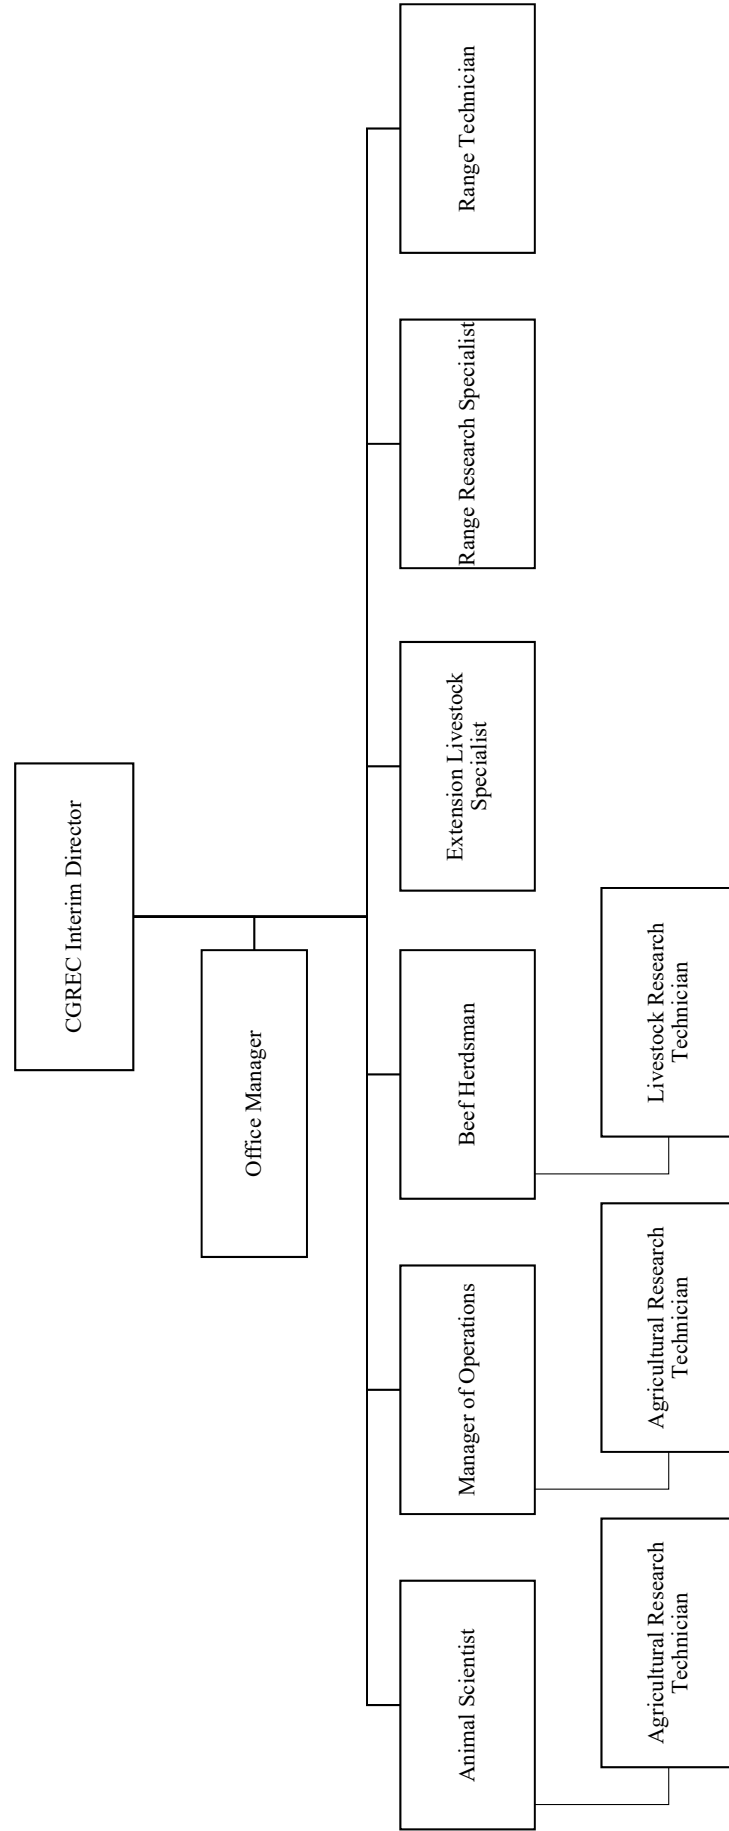 CGREC Interim Director
Office Manager
Animal Scientist
Manager of Operations
Beef Herdsman
Extension Livestock
Specialist
Range Research Specialist
Range Technician
Agricultural Research
Technician
Agricultural Research
Technician
Livestock Research
Technician